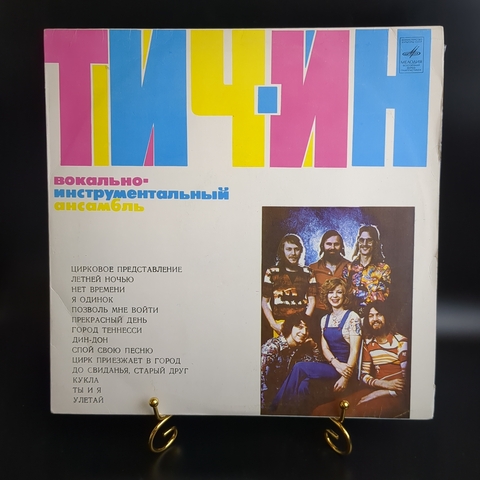 ТИЧ-ИН
вокально-
инструментальный
ансамбль
ЦИРКОВОЕ ПРЕДСТАВЛЕНИЕ
ЛЕТНЕЙ НОЧЬЮ
НЕТ ВРЕМЕНИ
Я ОДИНОК
ПОЗВОЛЬ МНЕ ВОЙТИ
ПРЕКРАСНЫЙ ДЕНЬ
ГОРОД ТЕННЕССИ
ДИН-ДОН
СПОЙ СВОЮ ПЕСНЮ
ЦИРК ПРИЕЗЖАЕТ В ГОРОД
ДО СВИДАНЬЯ, СТАРЫЙ ДРУГ
КУКЛА
ТЫ И Я
УЛЕТАЙ